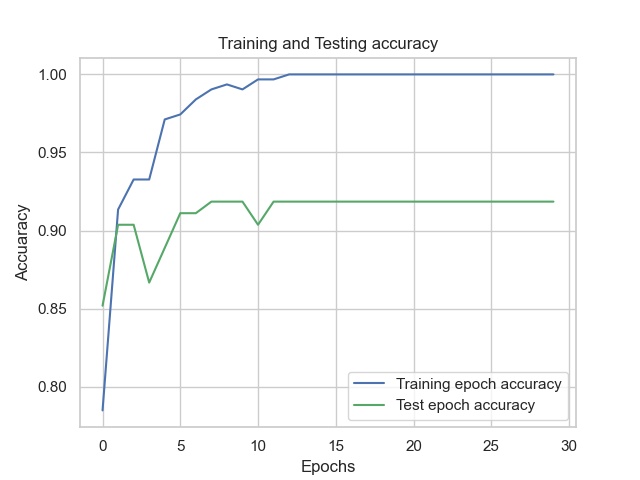 Training and Testing accuracy
1.00
0.95
0.90
0.85
0.80
Accuaracy
0 5 10 15 20 25 30
Epochs
Training epoch accuracy
Test epoch accuracy